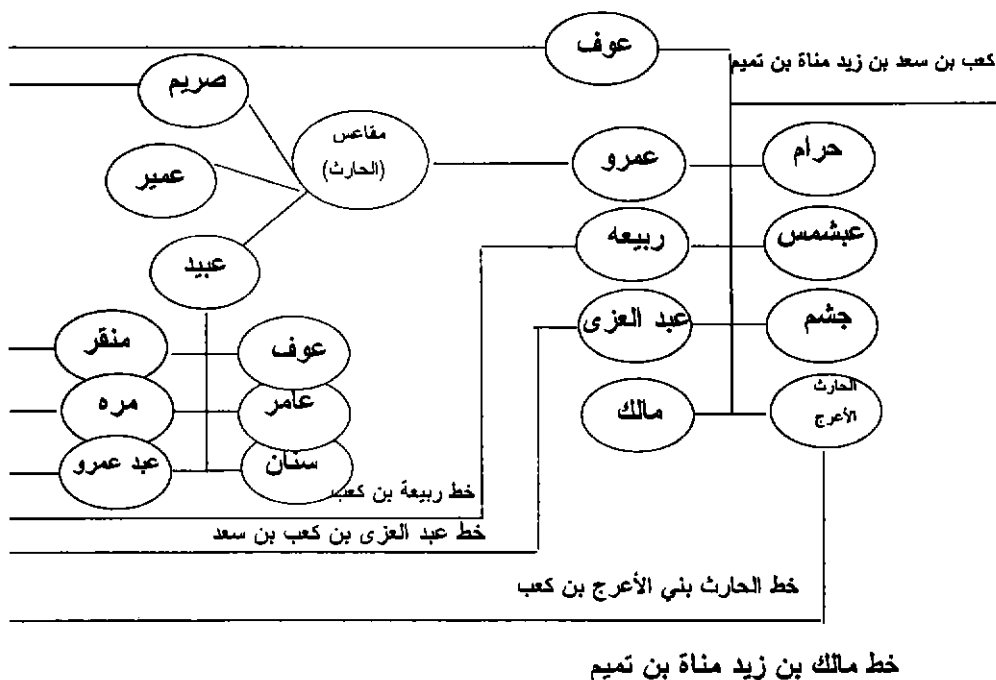 عوف
كعب بن سعد بن زيد مناة بن تميم
صريم
مقاعس
(الحارث)
حرام
عمرو
عمير
عبشمس
ربيعه
عبيد
جشم
عبد العزى
عوف
منقر
الحارث
الأعرج
مالك
عامر
مره
سنان
عبد عمرو
خط ربيعة بن كعب
خط عبد العزى بن كعب بن سعد
خط الحارث بني الأعرج بن كعب
خط مالك بن زيد مناة بن تميم